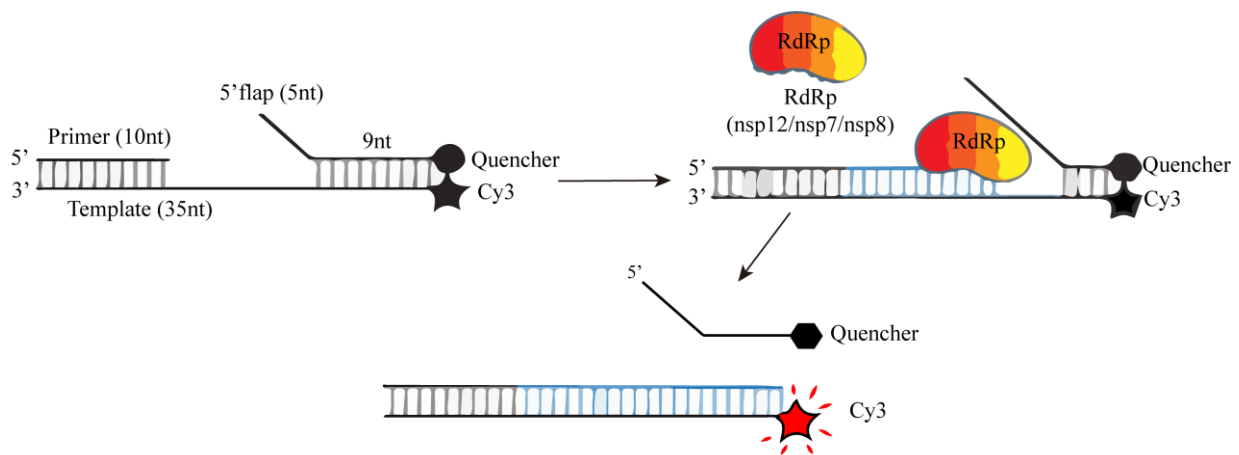 5'flap (5nt)
Primer (10nt)
9nt
5'
3'
Quencher
Cy3
Template (35nt)
RdRp
RdRp
(nsp12/nsp7/nsp8)
RdRp
5'
3'
Quencher
Cy3
5'
Quencher
Cy3